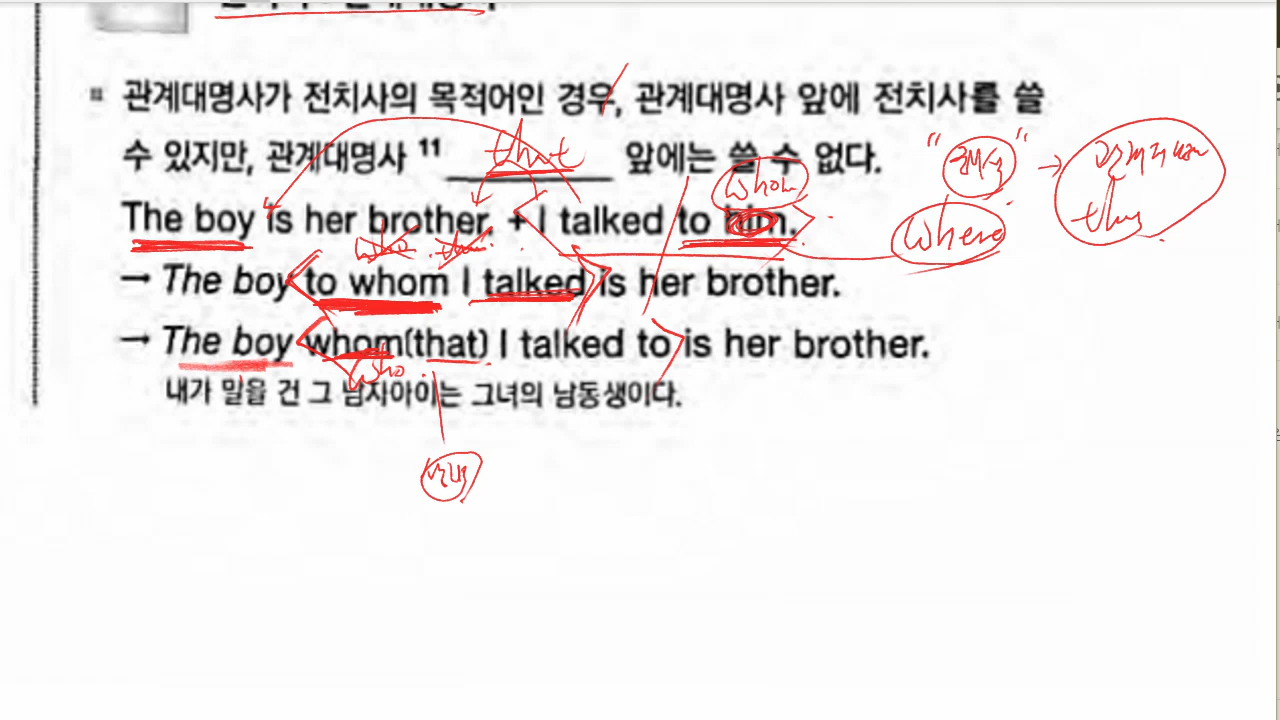 ■ 관계대명사가 전치사의 목적어인 경우, 관계대명사 앞에 전치사를 쓸
수 있지만, 관계대명사 11 that 앞에는 쓸 수 없다.
whom
The boy is her brother. + I talked to him.
where
who that
→ The boy to whom I talked is her brother.
→ The boy whom(that) I talked to is her brother.
who
내가 말을 건 그 남자아이는 그녀의 남동생이다.
생략